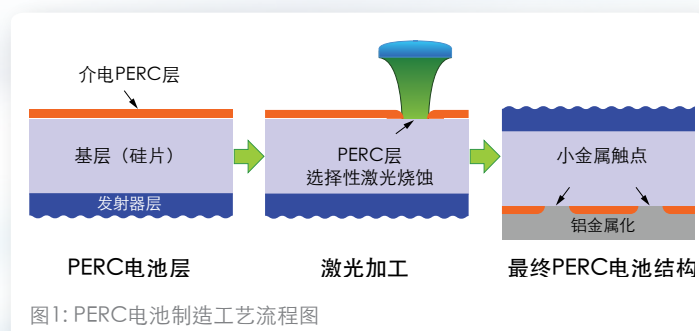 介电PERC层
基层（硅片）
发射器层
PERC电池层
PERC层
选择性激光烧蚀
激光加工
小金属触点
铝金属化
最终PERC电池结构
图1: PERC电池制造工艺流程图